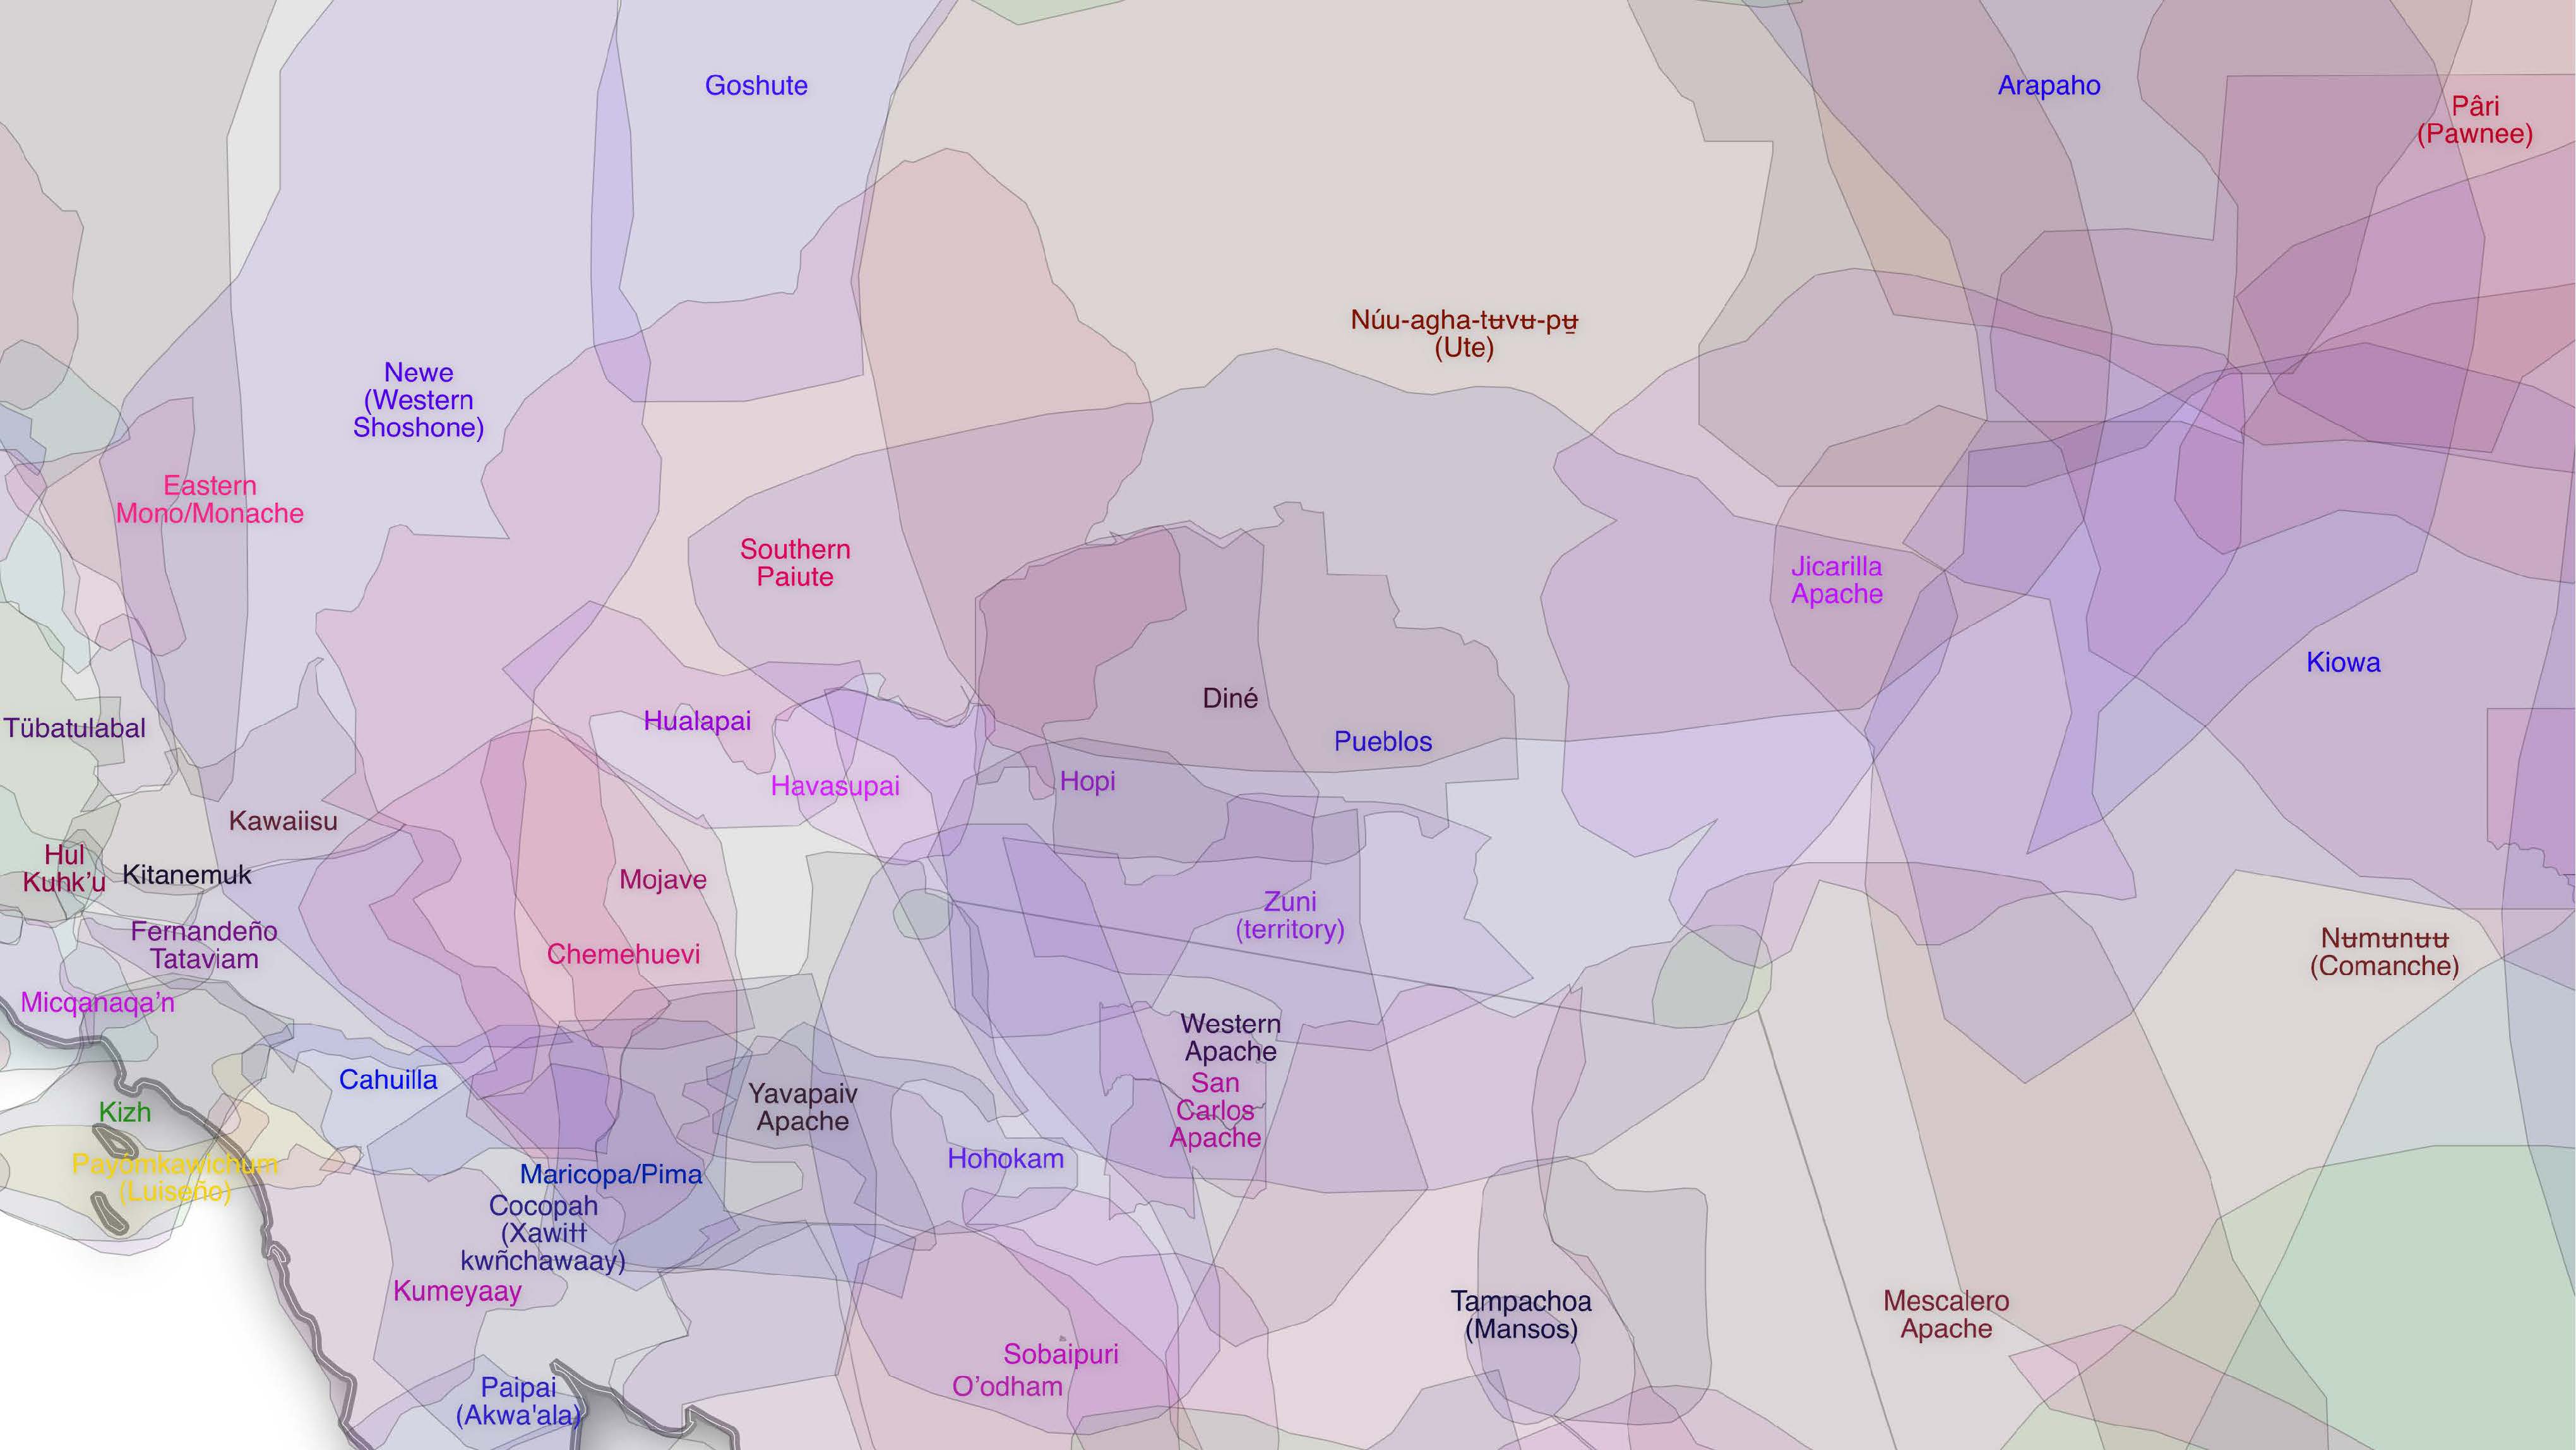 Goshute
Arapaho
Pâri
(Pawnee)
Núu-agha-tʉvʉ-pʉ̱
(Ute)
Newe
(Western
Shoshone)
Eastern
Mono/Monache
Southern
Paiute
Jicarilla
Apache
Kiowa
Diné
Tübatulabal
Hualapai
Pueblos
Havasupai
Hopi
Kawaiisu
Hul
Kuhk’u
Kitanemuk
Mojave
Zuni
(territory)
Fernandeño
Tataviam
Chemehuevi
Nʉmʉnʉʉ
(Comanche)
Micqanaqa’n
Western
Apache
San
Carlos
Apache
Cahuilla
Yavapaiv
Apache
Kizh
Payómkawichum
(Luiseño)
Hohokam
Maricopa/Pima
Cocopah
(Xawiƚƚ
kwñchawaay)
Kumeyaay
Tampachoa
(Mansos)
Mescalero
Apache
Sobaipuri
O’odham
Paipai
(Akwa'ala)